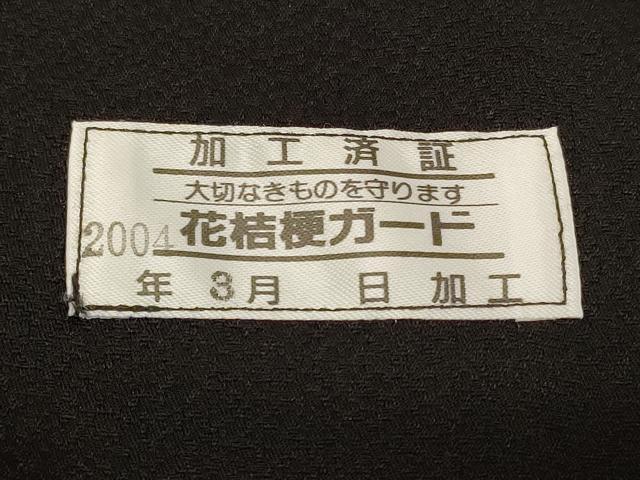 加工済証
大切なきものを守ります
2004 花桔梗ガード
年 3月 日 加工